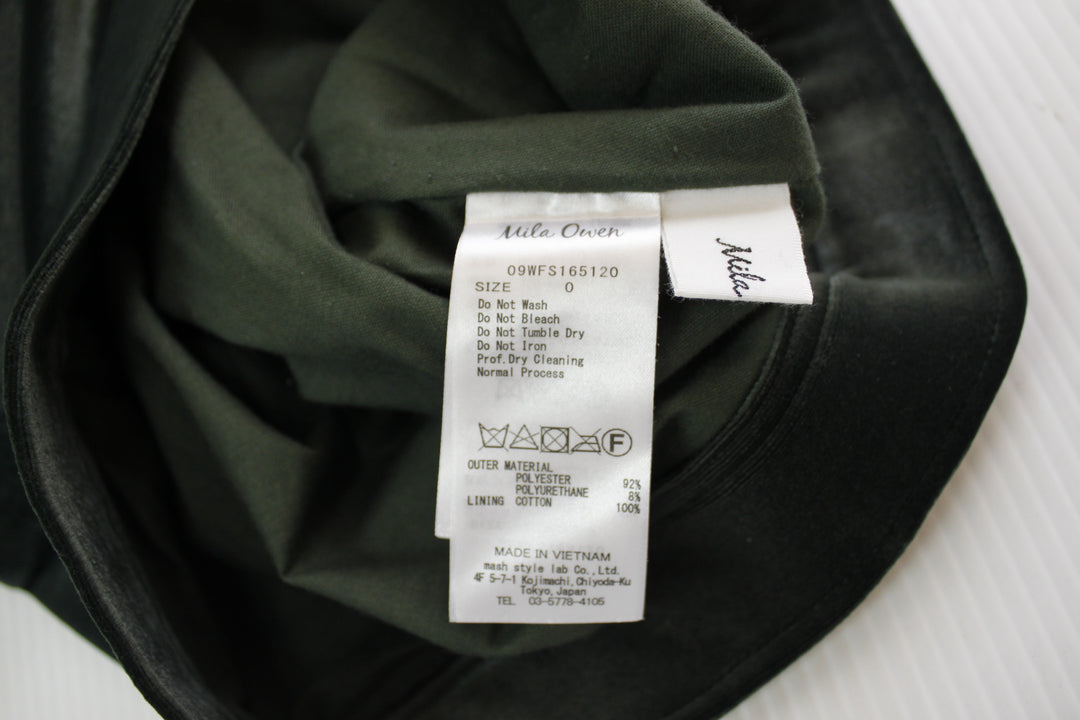 Mila Owen
09WFS165120
SIZE 0
Do Not Wash
Do Not Bleach
Do Not Tumble Dry
Do Not Iron
Prof.Dry Cleaning
Normal Process
F
OUTER MATERIAL
POLYESTER 92%
POLYURETHANE 8%
LINING COTTON 100%
MADE IN VIETNAM
mash style lab Co., Ltd.
4F 5-7-1 Kojimachi, Chiyoda-Ku
Tokyo, Japan
TEL 03-5778-4105
Mila